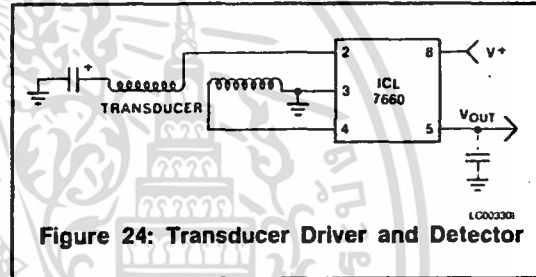 2 8 V+
+
ICL
7660
TRANSDUCER
3
4 5 VOUT
LC00330I
Figure 24: Transducer Driver and Detector